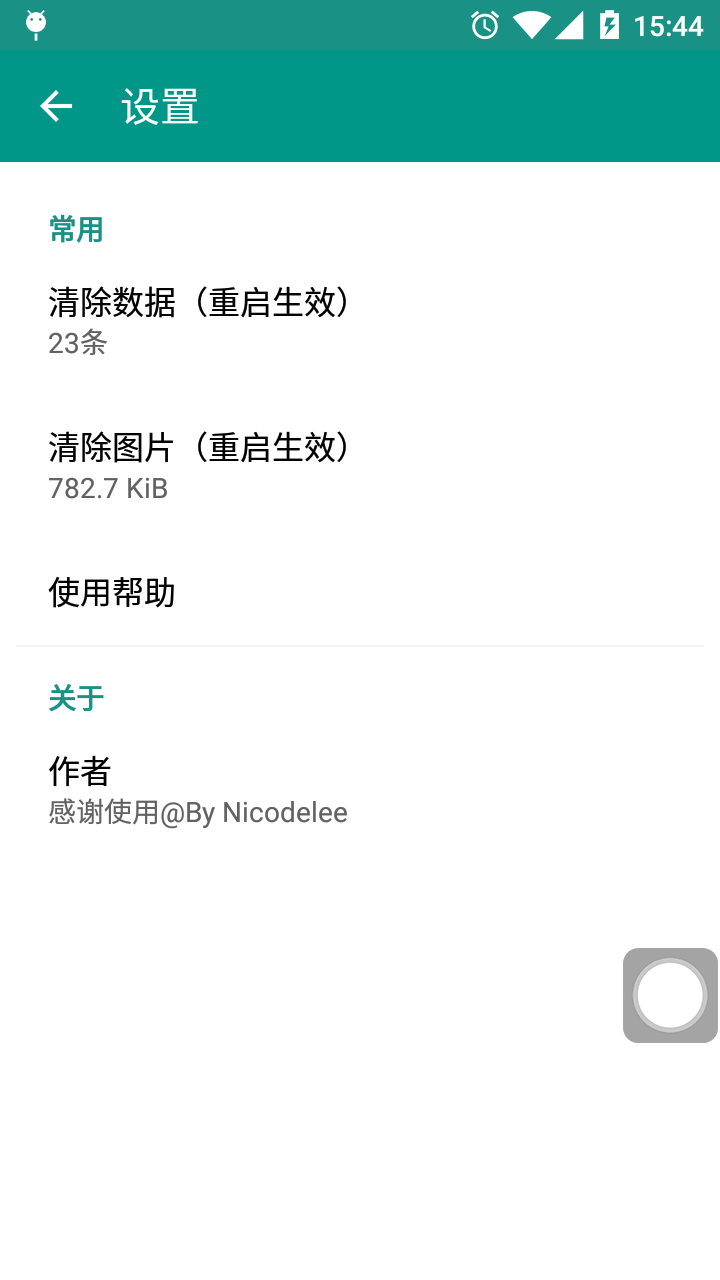 15:44
设置
常用
清除数据（重启生效）
23条
清除图片（重启生效）
782.7 KiB
使用帮助
关于
作者
感谢使用@By Nicodelee